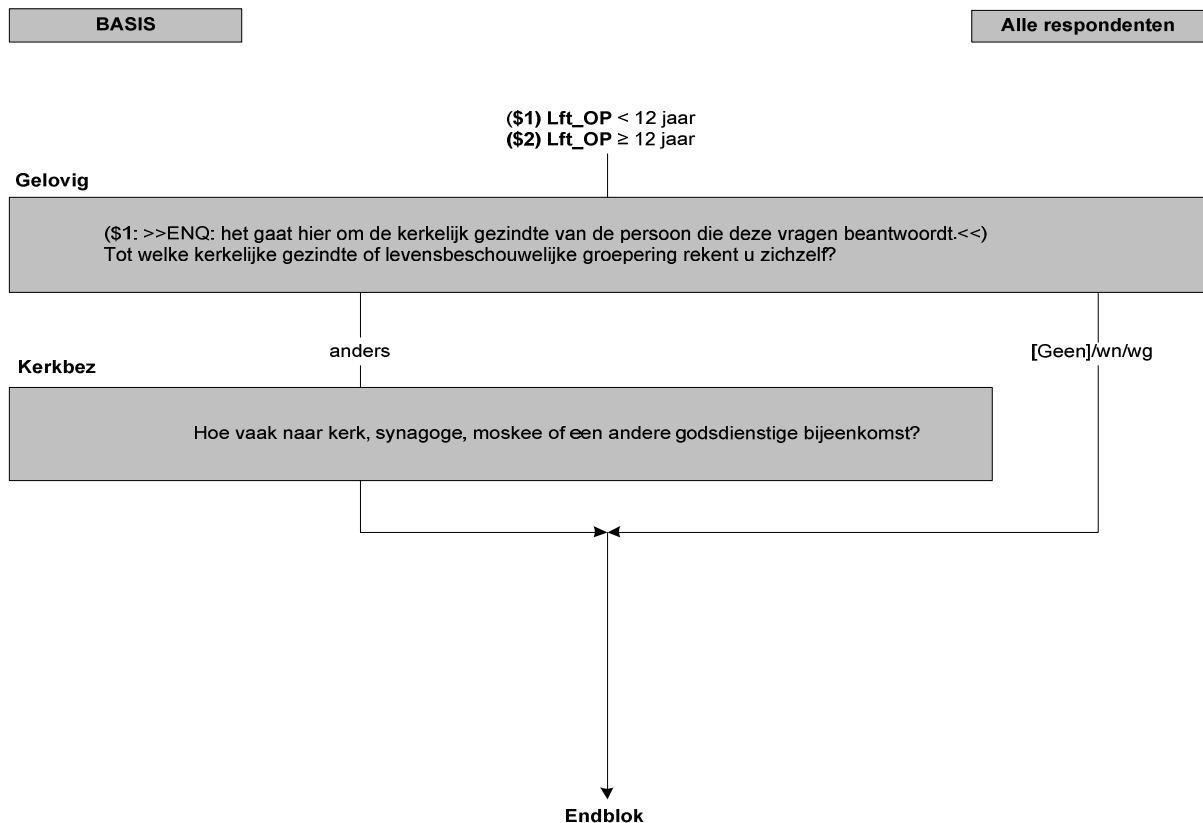 BASIS
Alle respondenten
($1) Lft_OP < 12 jaar
($2) Lft_OP ≥ 12 jaar
Gelovig
($1: >>ENQ: het gaat hier om de kerkelijk gezindte van de persoon die deze vragen beantwoordt.<<)
Tot welke kerkelijke gezindte of levensbeschouwelijke groepering rekent u zichzelf?
anders
[Geen]/wn/wg
Kerkbez
Hoe vaak naar kerk, synagoge, moskee of een andere godsdienstige bijeenkomst?
Endblok